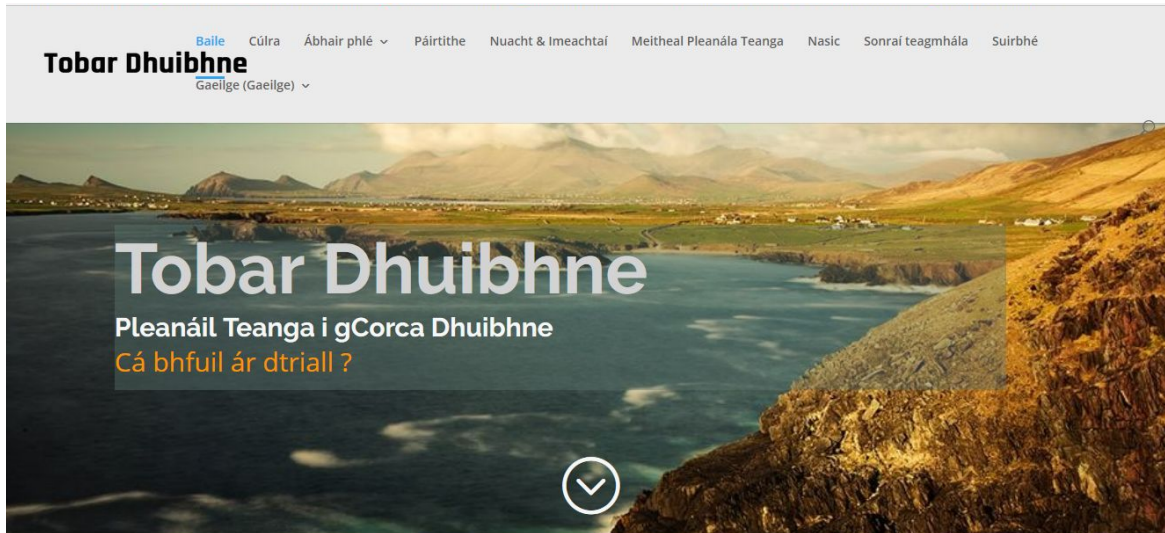 Tobar Dhuibhne
Baile Cúlra Ábhair phlé Páirtithe Nuacht & Imeachtaí Meitheal Pleanála Teanga Nasic Sonraí teagmhála Suirbhé
Gaeilge (Gaeilge)
Tobar Dhuibhne
Pleanáil Teanga i gCorca Dhuibhne
Cá bhfuil ár dtriall ?